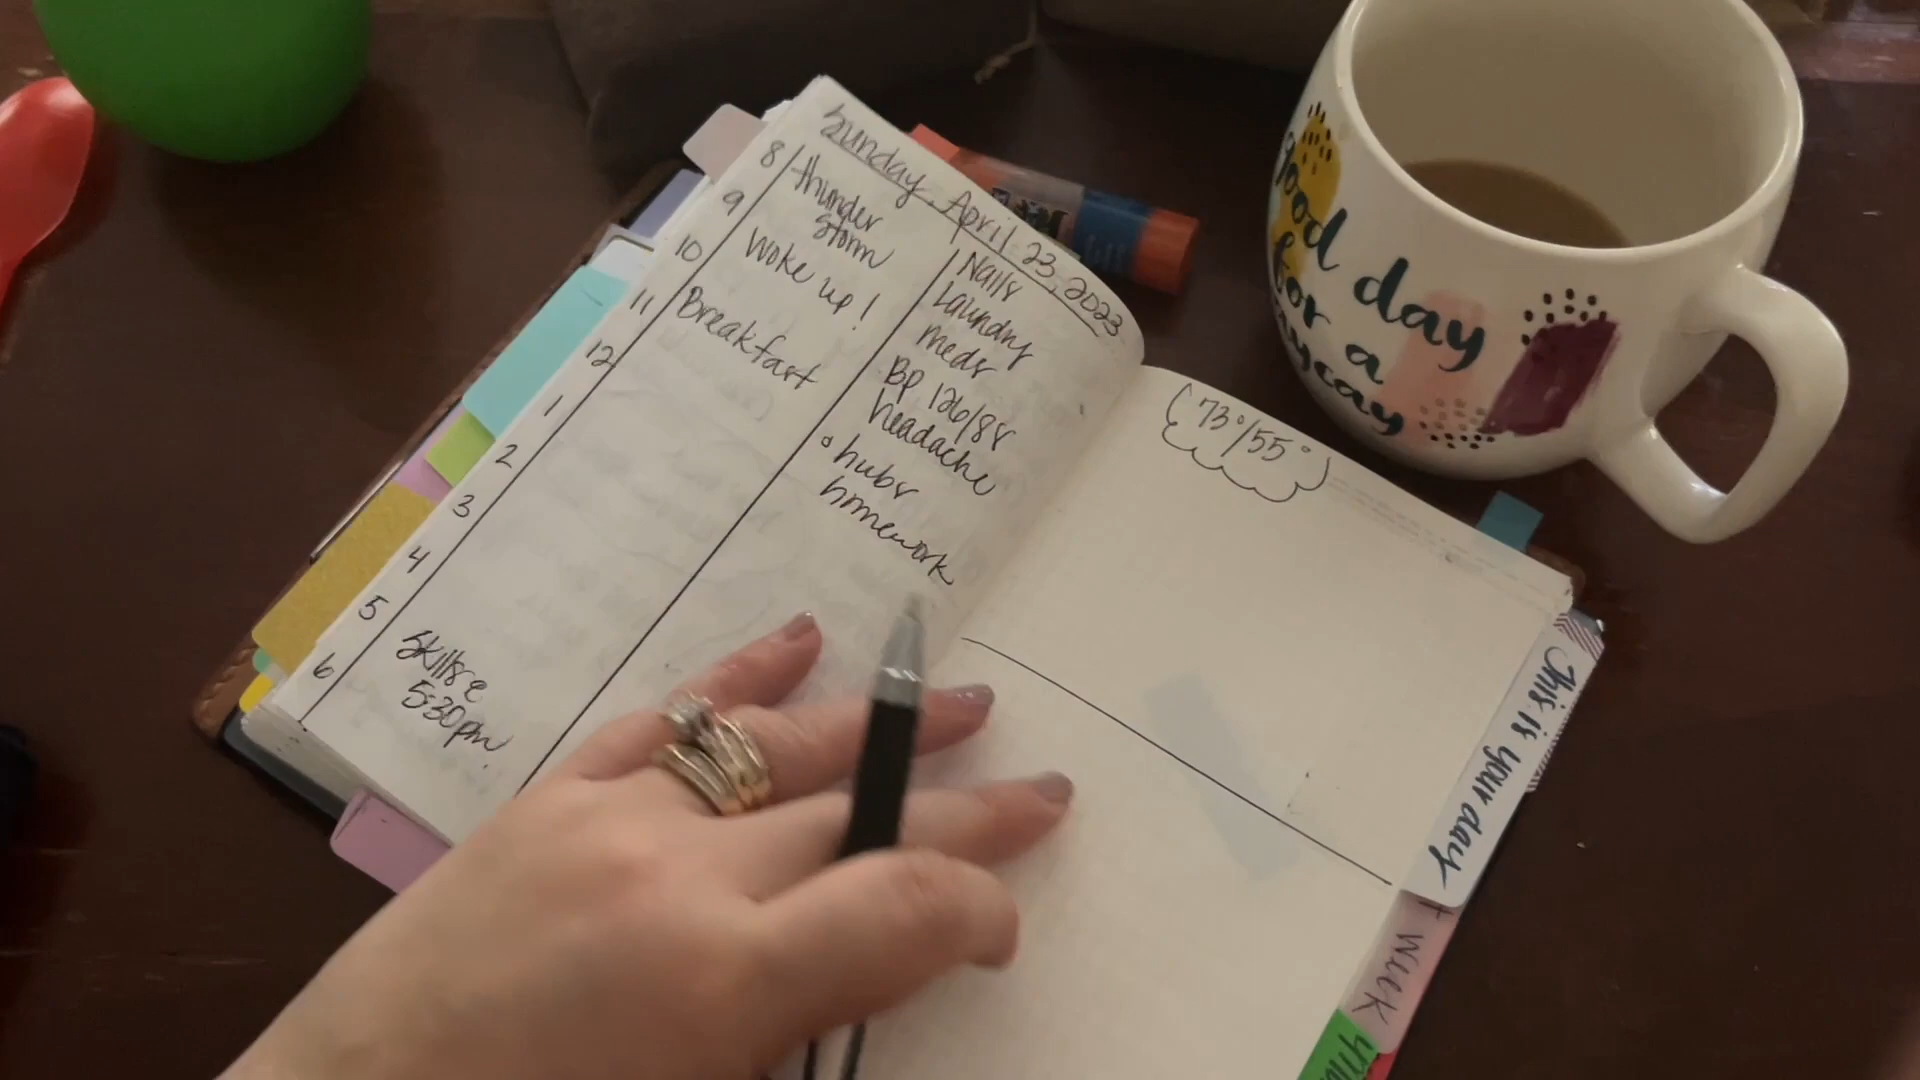 Sunday, April 23, 2023
8
9
10
11
12
1
2
3
4
5
6
thunder
storm
Woke up!
Breakfast
5:30pm
Nails
Laundry
meds
BP 126/88
headache
hubs
homework
73°/55°
This is your day
Week
good day
for a